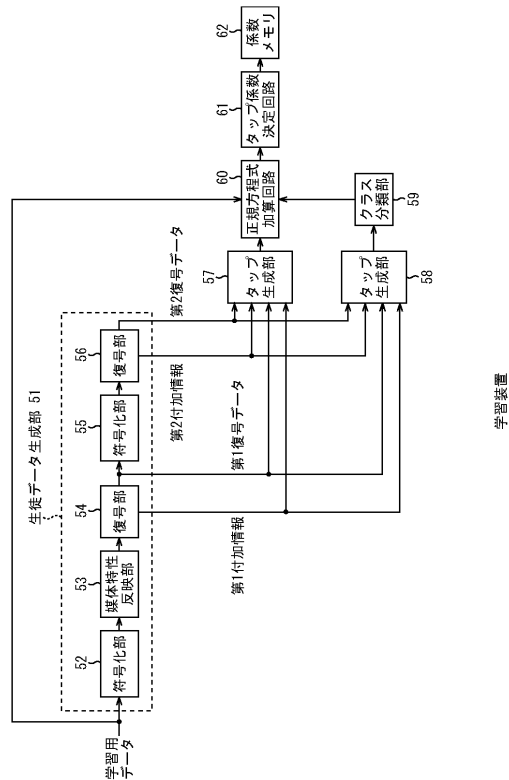 学習用
データ
生徒データ生成部 51
52
符号化部
53
媒体特性
反映部
54
復号部
55
符号化部
56
復号部
第1付加情報
第1復号データ
第2付加情報
第2復号データ
57
タップ
生成部
58
タップ
生成部
59
クラス
分類部
60
正規方程式
加算回路
61
タップ係数
決定回路
62
係数
メモリ
学習装置